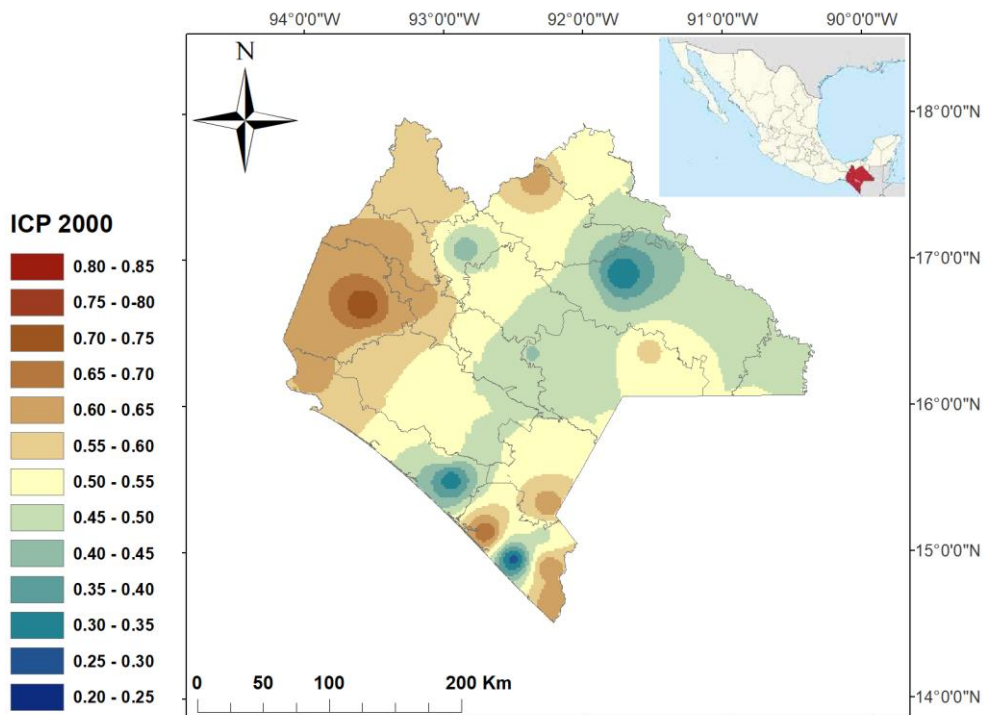 94°0'0"W 93°0'0"W 92°0'0"W 91°0'0"W 90°0'0"W
N
18°0'0"N
17°0'0"N
16°0'0"N
15°0'0"N
14°0'0"N
ICP 2000
0.80 - 0.85
0.75 - 0-80
0.70 - 0.75
0.65 - 0.70
0.60 - 0.65
0.55 - 0.60
0.50 - 0.55
0.45 - 0.50
0.40 - 0.45
0.35 - 0.40
0.30 - 0.35
0.25 - 0.30
0.20 - 0.25
0 50 100 200 Km